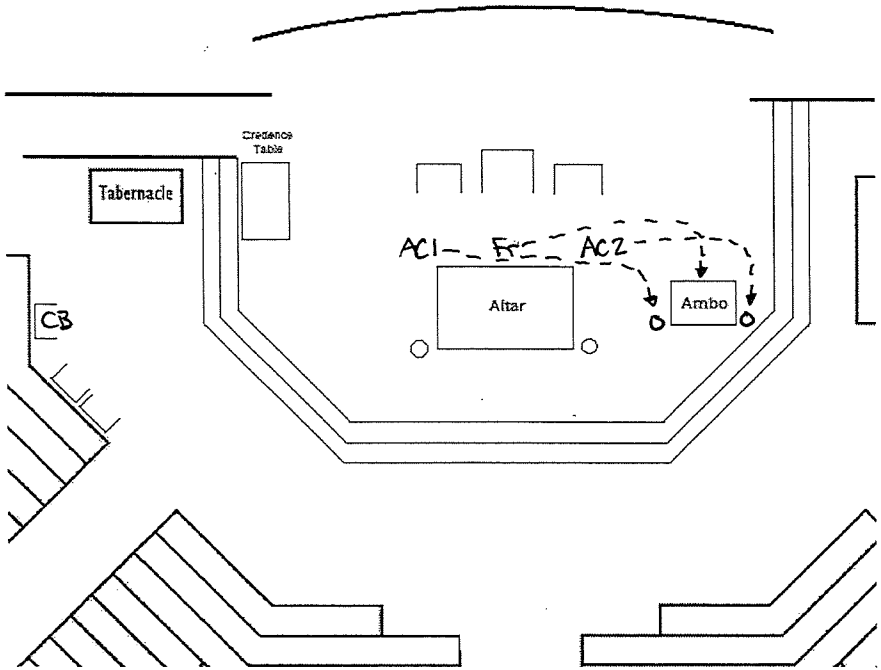 Credence
Table
Tabernacle
AC1 Fr AC2
Altar
Ambo
CB